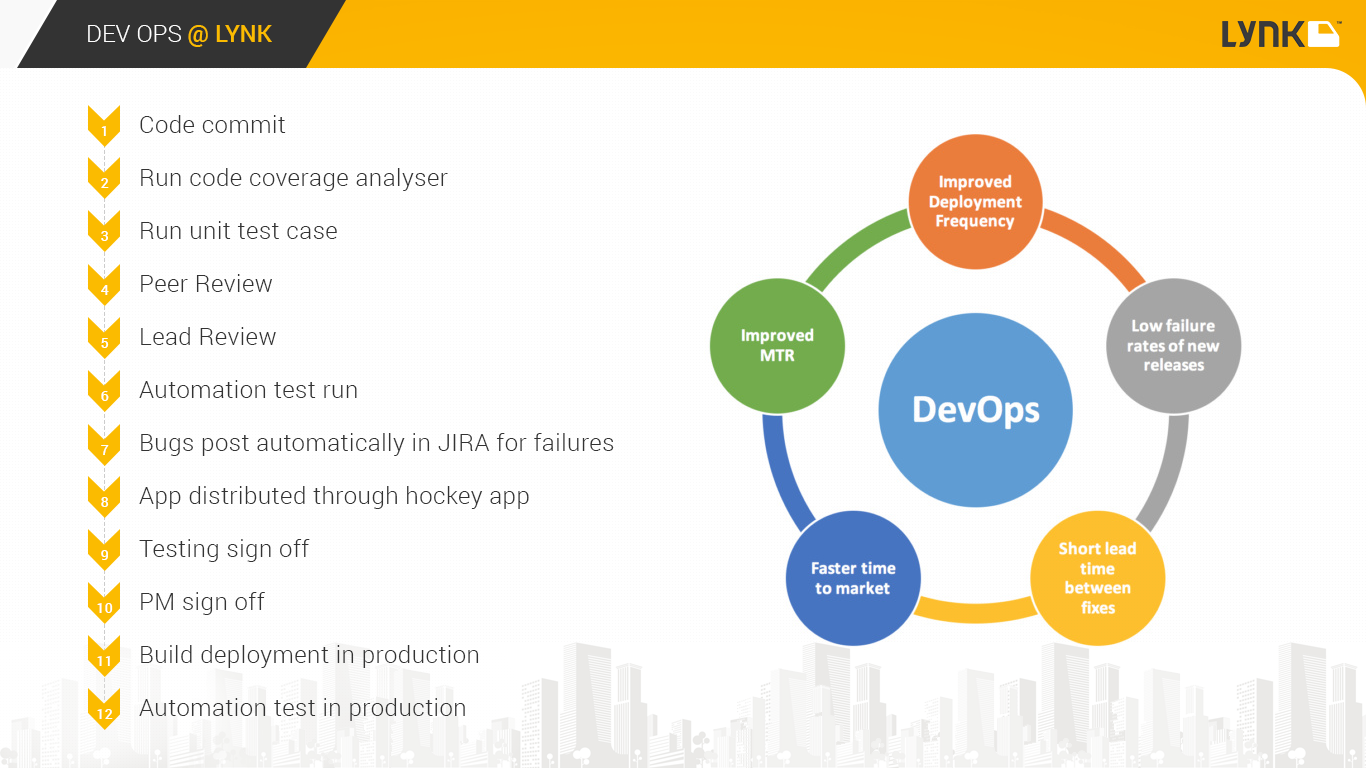 DEV OPS @ LYNK
LYNK™
1 Code commit
2 Run code coverage analyser
3 Run unit test case
4 Peer Review
5 Lead Review
6 Automation test run
7 Bugs post automatically in JIRA for failures
8 App distributed through hockey app
9 Testing sign off
10 PM sign off
11 Build deployment in production
12 Automation test in production
Improved
Deployment
Frequency
Low failure
rates of new
releases
Short lead
time
between
fixes
Faster time
to market
Improved
MTR
DevOps